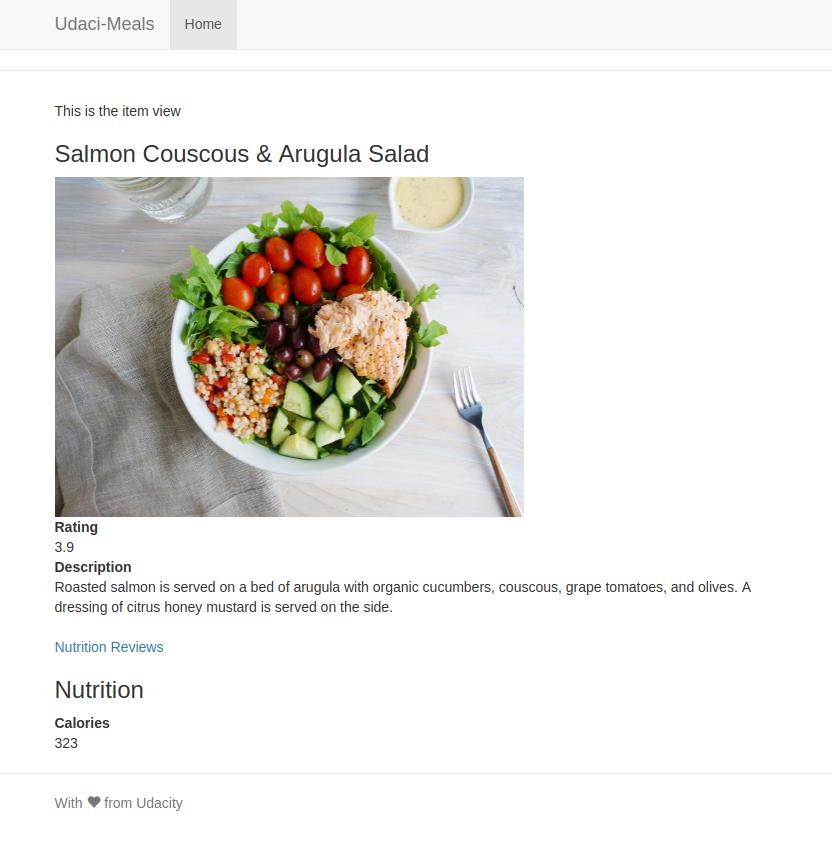 Udaci-Meals Home
This is the item view
Salmon Couscous & Arugula Salad
Rating
3.9
Description
Roasted salmon is served on a bed of arugula with organic cucumbers, couscous, grape tomatoes, and olives. A
dressing of citrus honey mustard is served on the side.
Nutrition Reviews
Nutrition
Calories
323
With ♥ from Udacity